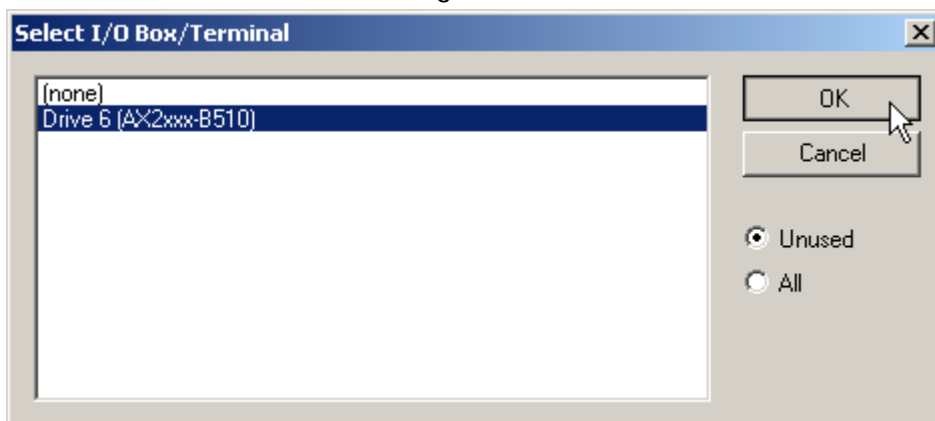 Select I/O Box/Terminal
(none)
Drive 6 (AX2xxx-B510)
OK
Cancel
Unused
All